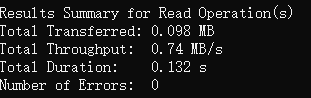 Results Summary for Read Operation(s)
Total Transferred: 0.098 MB
Total Throughput:  0.74 MB/s
Total Duration:    0.132 s
Number of Errors:  0